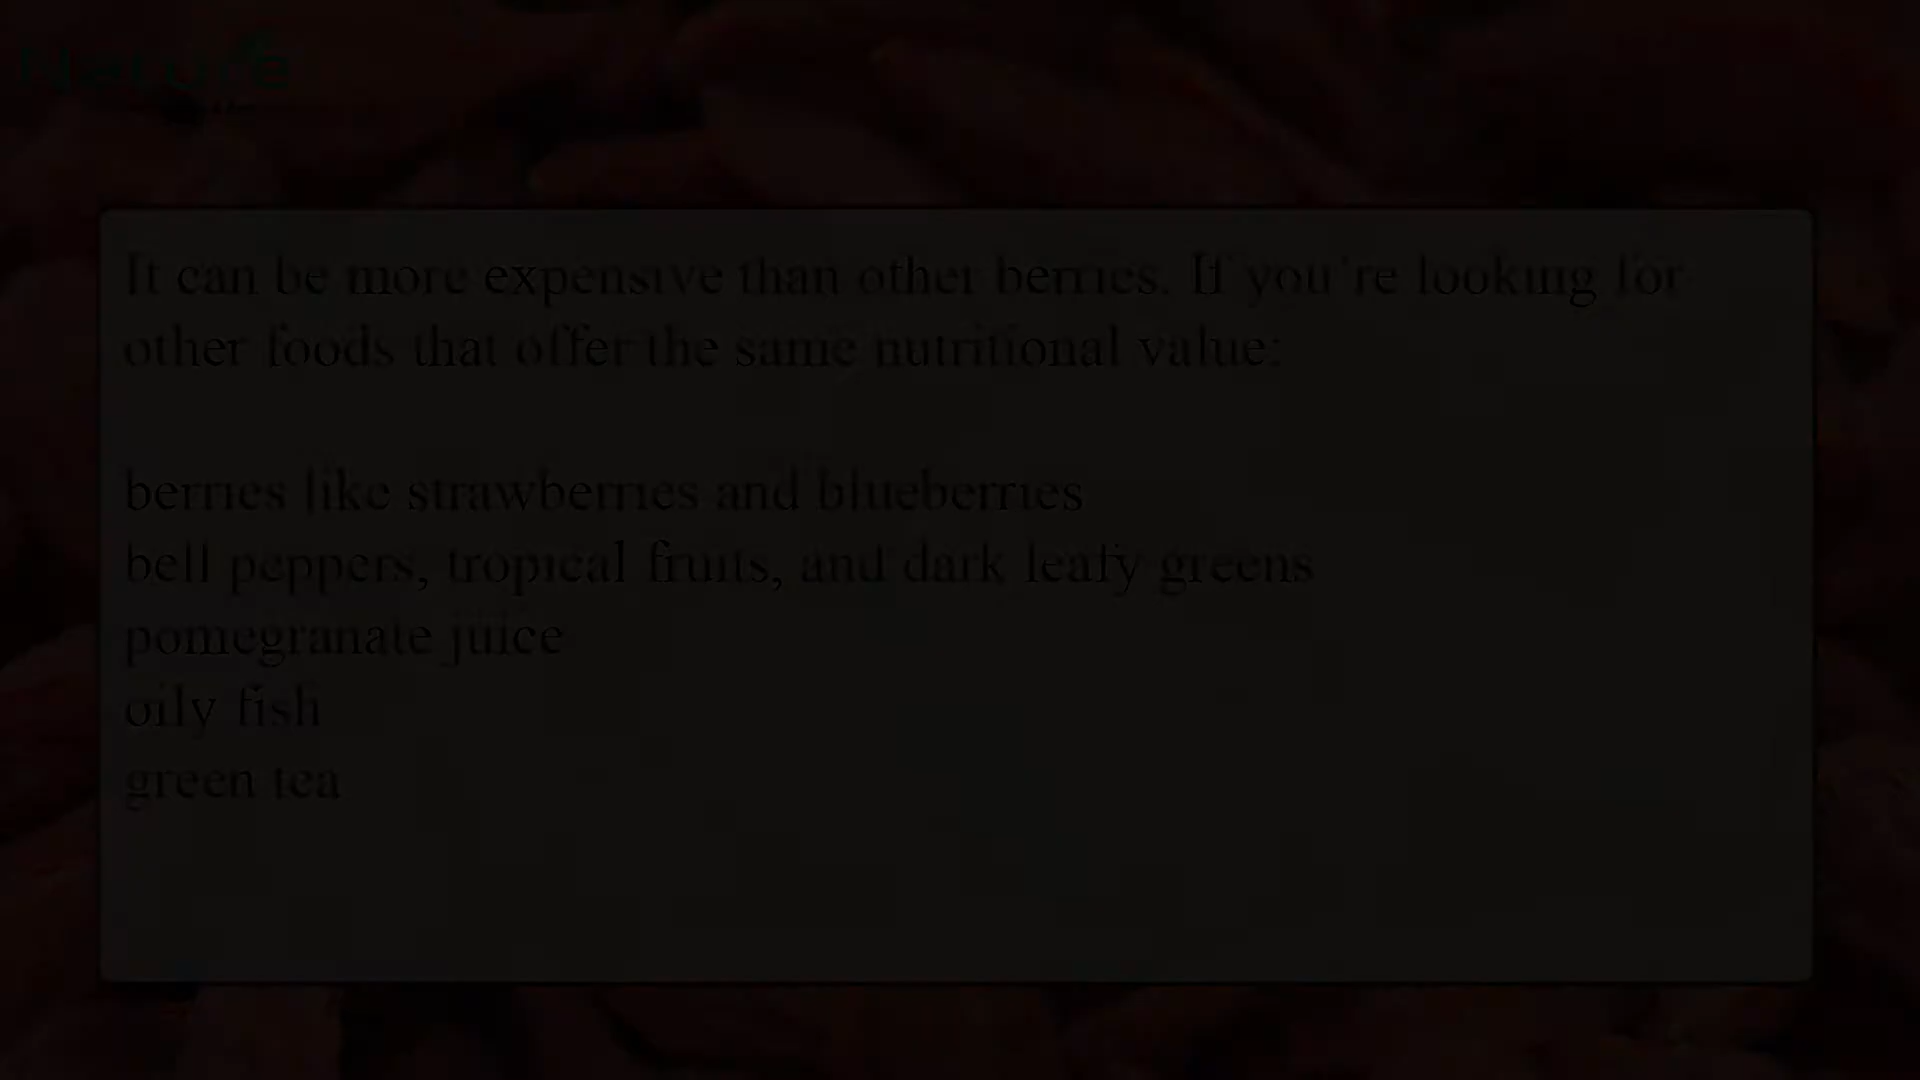 Nature
It can be more expensive than other berries. If you're looking for
other foods that offer the same nutritional value:
berries like strawberries and blueberries
bell peppers, tropical fruits, and dark leafy greens
pomegranate juice
oily fish
green tea